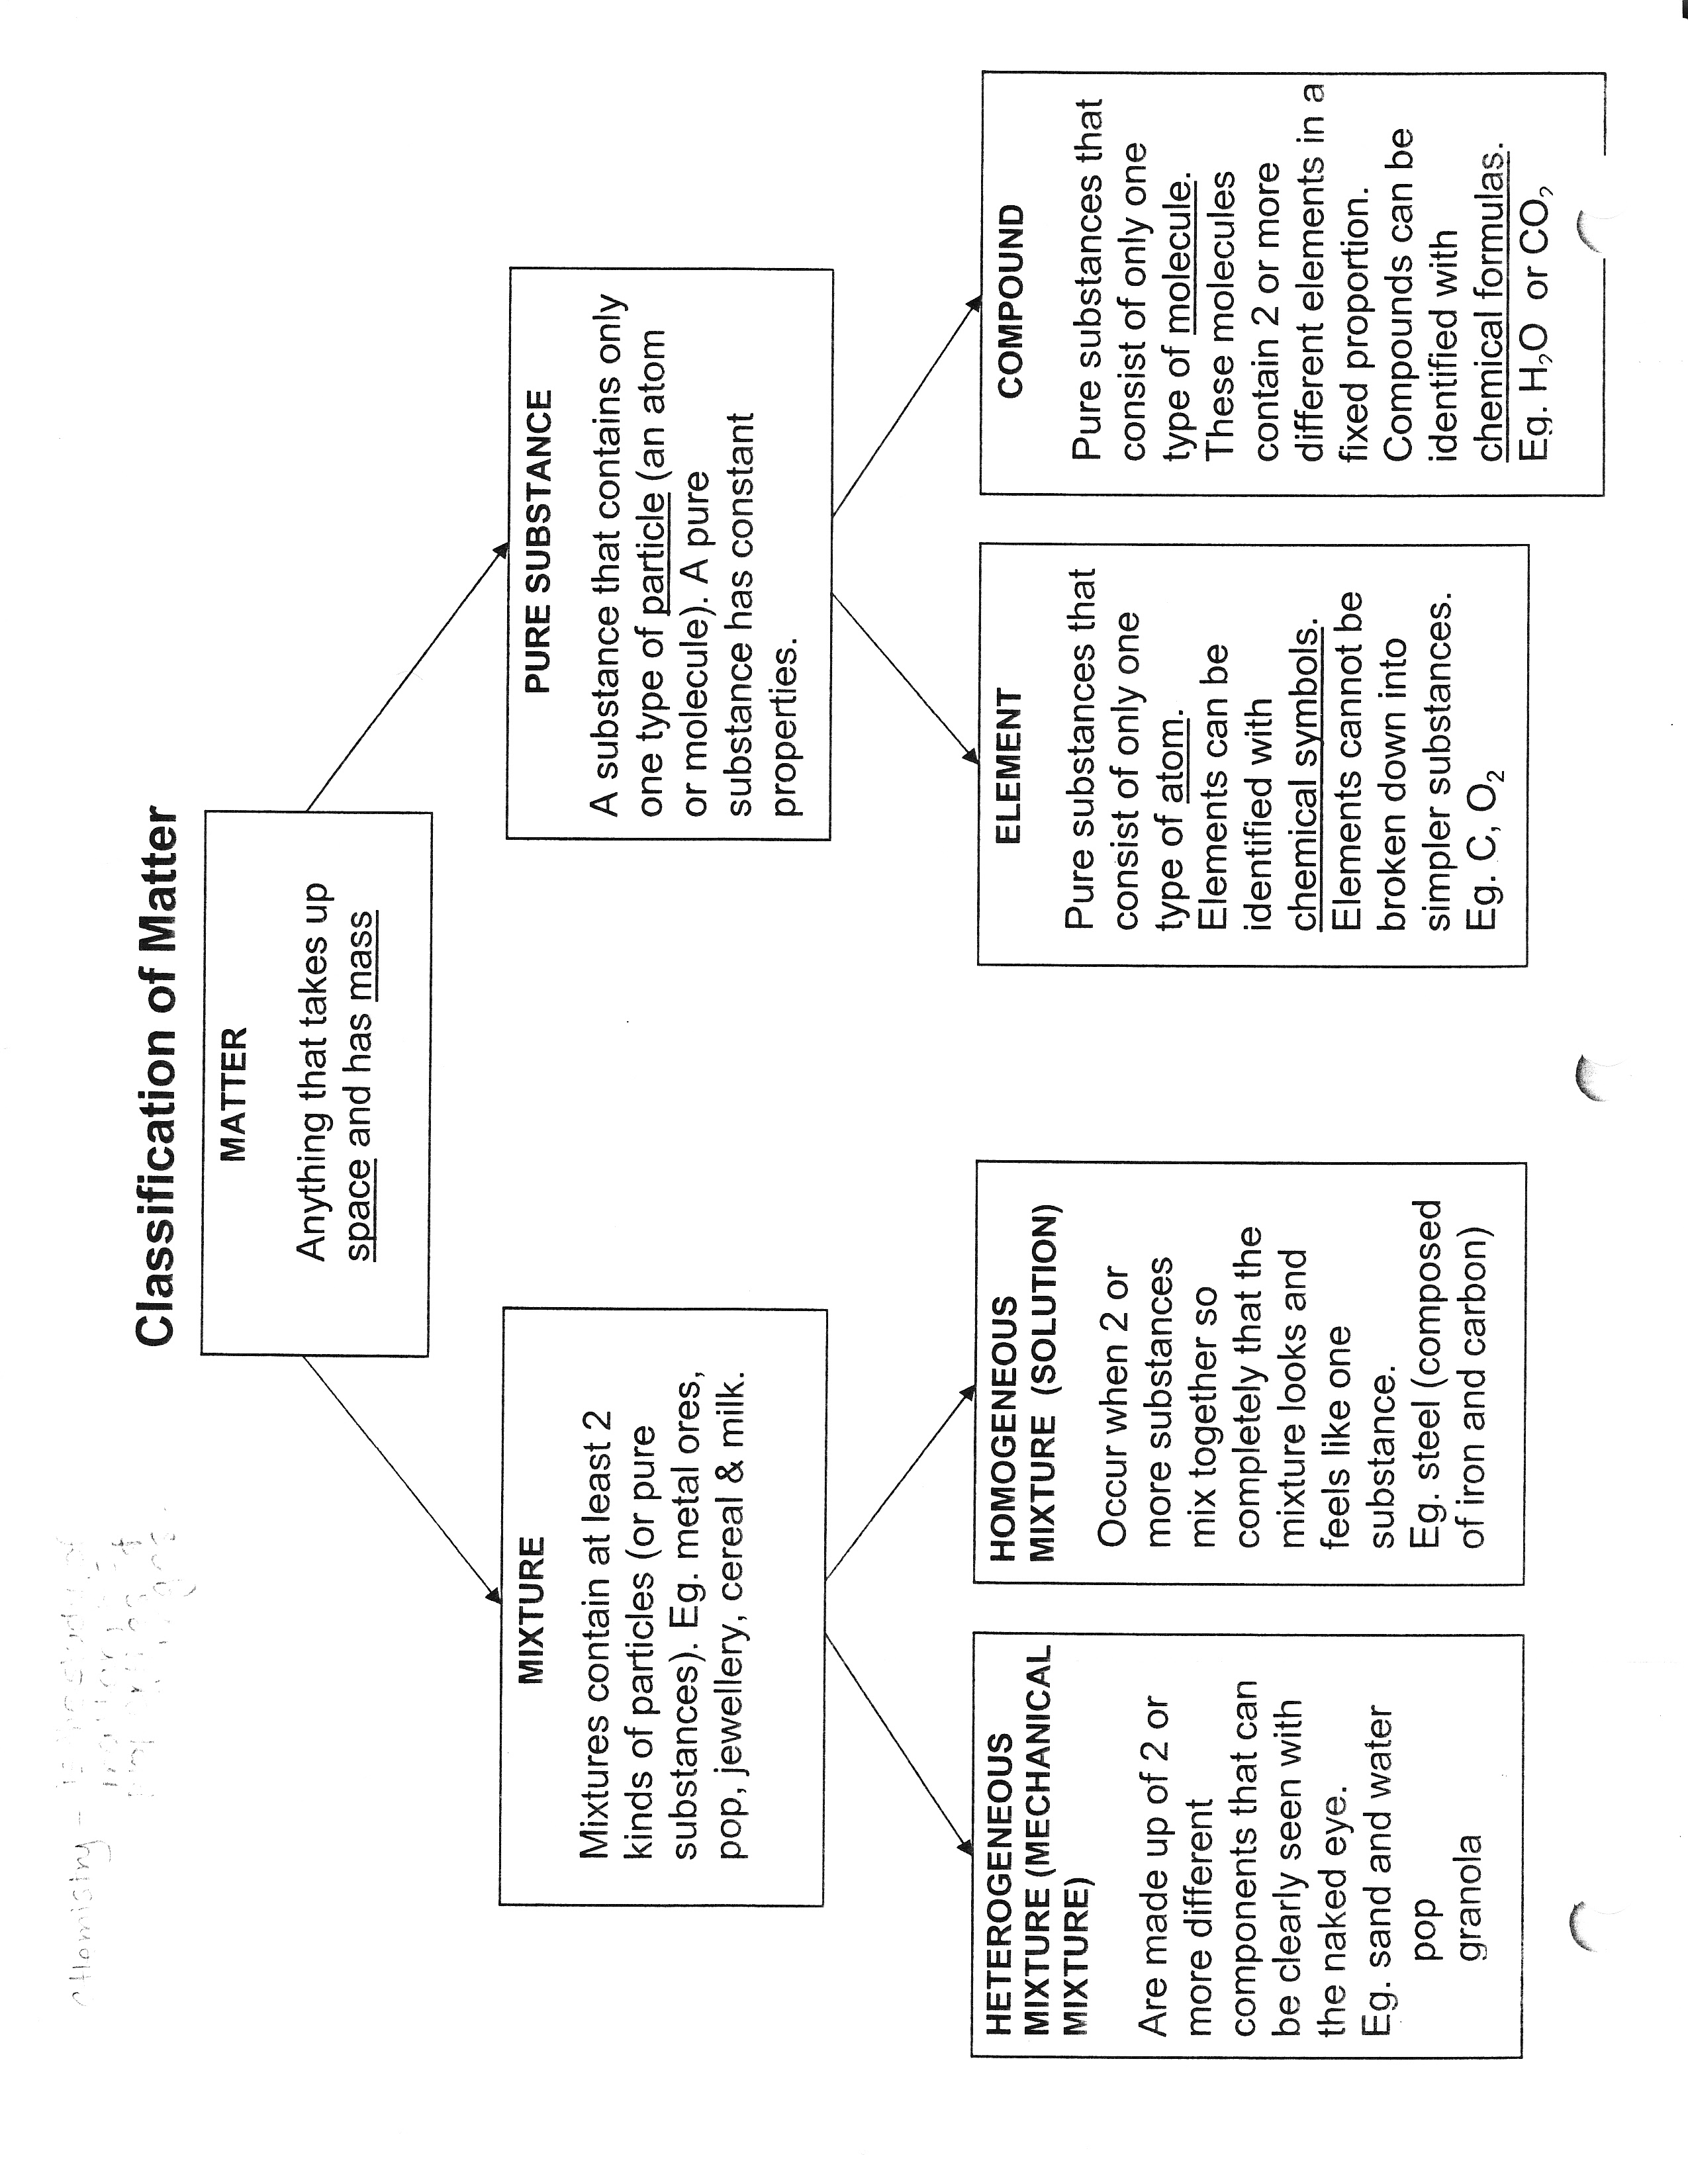 Chemistry -
Classification of Matter
MATTER
Anything that takes up
space and has mass
MIXTURE
Mixtures contain at least 2
kinds of particles (or pure
substances). Eg. metal ores,
pop, jewellery, cereal & milk.
PURE SUBSTANCE
A substance that contains only
one type of particle (an atom
or molecule). A pure
substance has constant
properties.
HETEROGENEOUS
MIXTURE (MECHANICAL
MIXTURE)
Are made up of 2 or
more different
components that can
be clearly seen with
the naked eye.
Eg. sand and water
pop
granola
HOMOGENEOUS
MIXTURE (SOLUTION)
Occur when 2 or
more substances
mix together so
completely that the
mixture looks and
feels like one
substance.
Eg. steel (composed
of iron and carbon)
ELEMENT
Pure substances that
consist of only one
type of atom.
Elements can be
identified with
chemical symbols.
Elements cannot be
broken down into
simpler substances.
Eg. C, O₂
COMPOUND
Pure substances that
consist of only one
type of molecule.
These molecules
contain 2 or more
different elements in a
fixed proportion.
Compounds can be
identified with
chemical formulas.
Eg. H₂O or CO₂